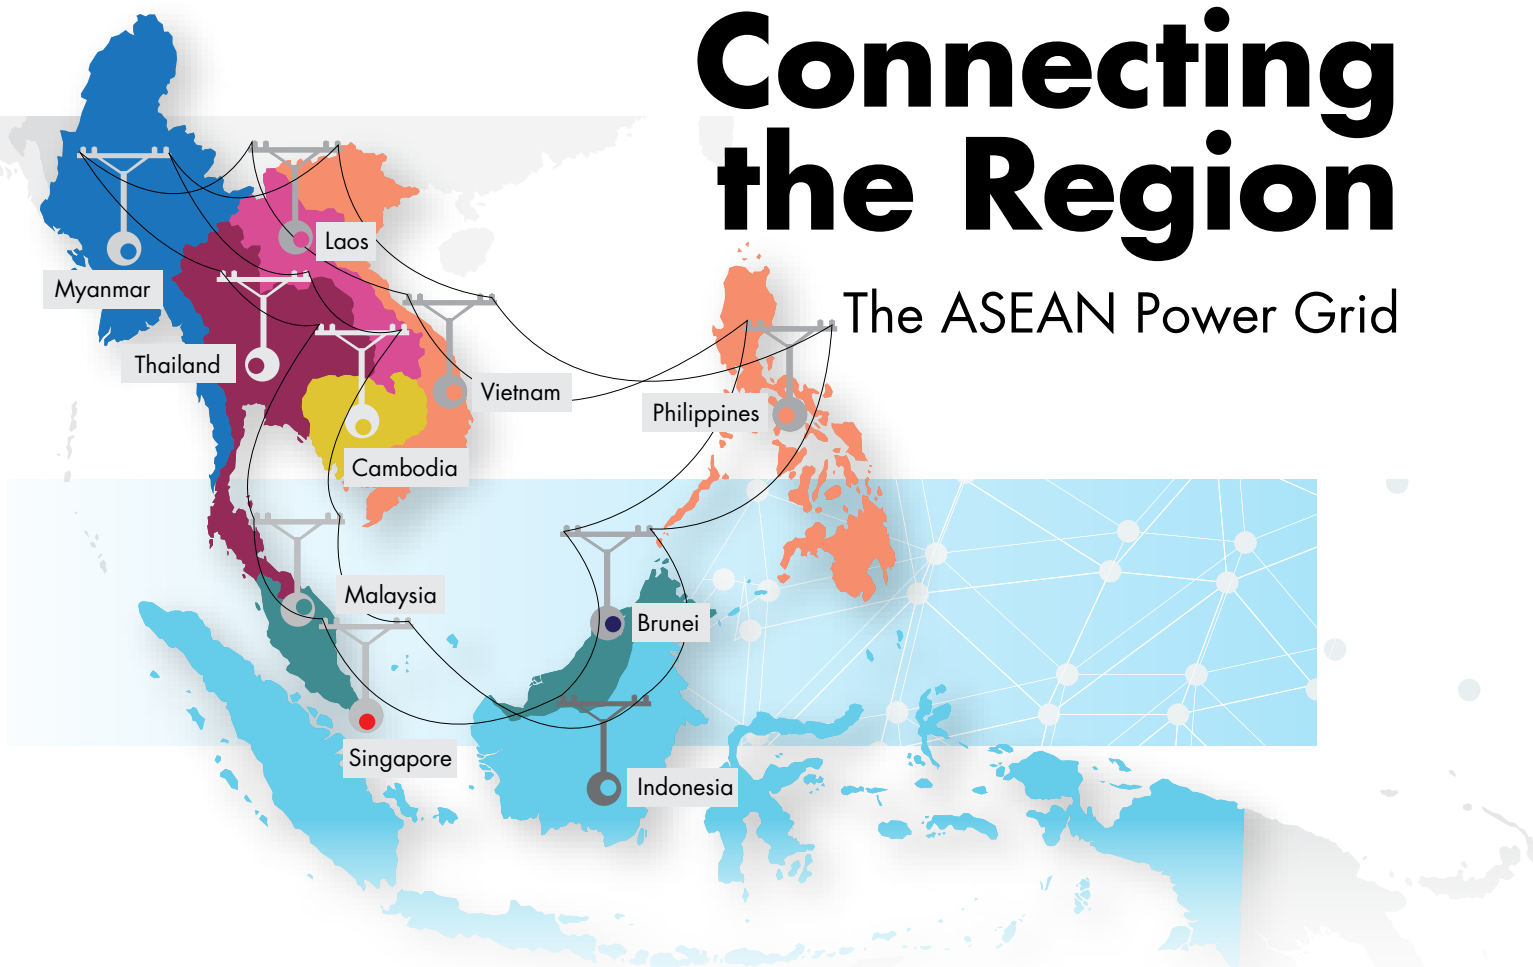 Connecting
the Region
The ASEAN Power Grid
Laos
Myanmar
Thailand
Vietnam
Philippines
Cambodia
Malaysia
Brunei
Singapore
Indonesia